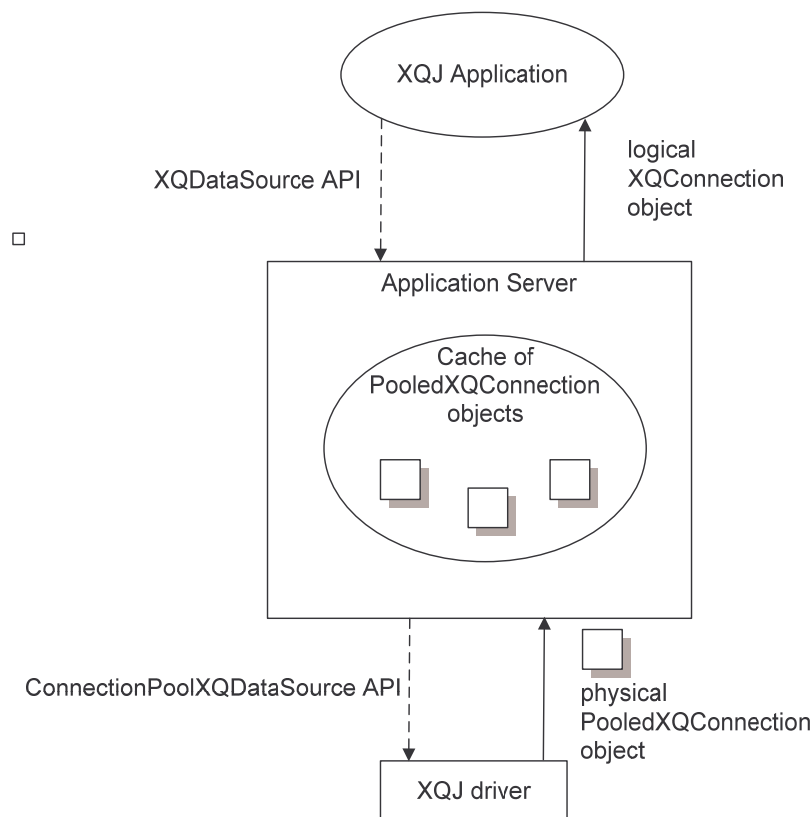 XQJ Application
XQDataSource API
logical
XQConnection
object
Application Server
Cache of
PooledXQConnection
objects
ConnectionPoolXQDataSource API
physical
PooledXQConnection
object
XQJ driver